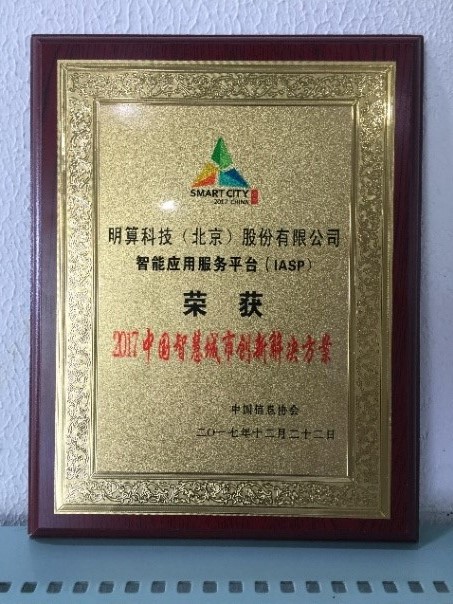 SMART CITY
2017 CHINA
明算科技（北京）股份有限公司
智能应用服务平台（IASP）
荣 获
2017中国智慧城市创新解决方案
中国信息协会
二〇一七年十二月二十二日